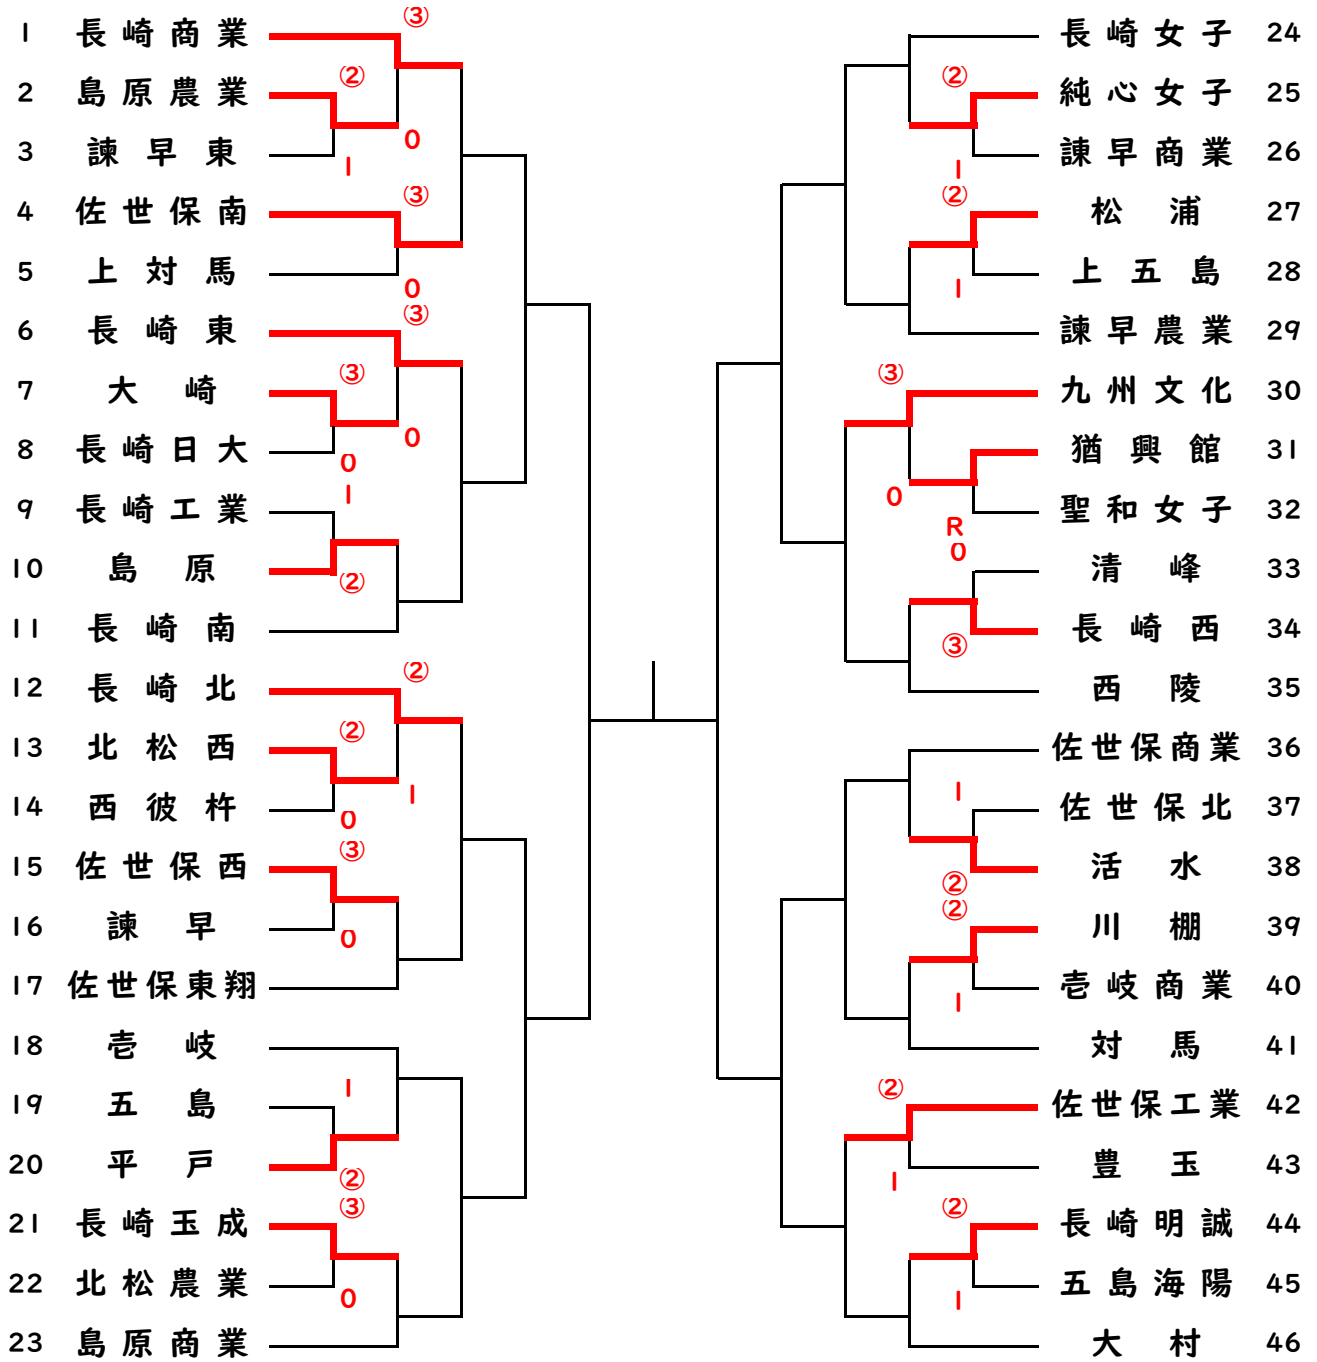 1 長崎商業 ③
2 島原農業 ②
0
3 諫早東 1
4 佐世保南 ③
5 上対馬 0
6 長崎東 ③
7 大崎 ③
0
8 長崎日大 0
9 長崎工業 1
10 島原 ②
11 長崎南
12 長崎北 ②
13 北松西 ②
1
14 西彼杵 0
15 佐世保西 ③
16 諫早 0
17 佐世保東翔
18 壱岐
19 五島 1
20 平戸 ②
21 長崎玉成 ③
22 北松農業 0
23 島原商業
長崎女子 24
② 純心女子 25
1 諫早商業 26
② 松浦 27
1 上五島 28
諫早農業 29
③ 九州文化 30
猶興館 31
0
R 聖和女子 32
0 清峰 33
③ 長崎西 34
西陵 35
佐世保商業 36
1 佐世保北 37
② 活水 38
② 川棚 39
1 壱岐商業 40
対馬 41
② 佐世保工業 42
1 豊玉 43
② 長崎明誠 44
1 五島海陽 45
大村 46